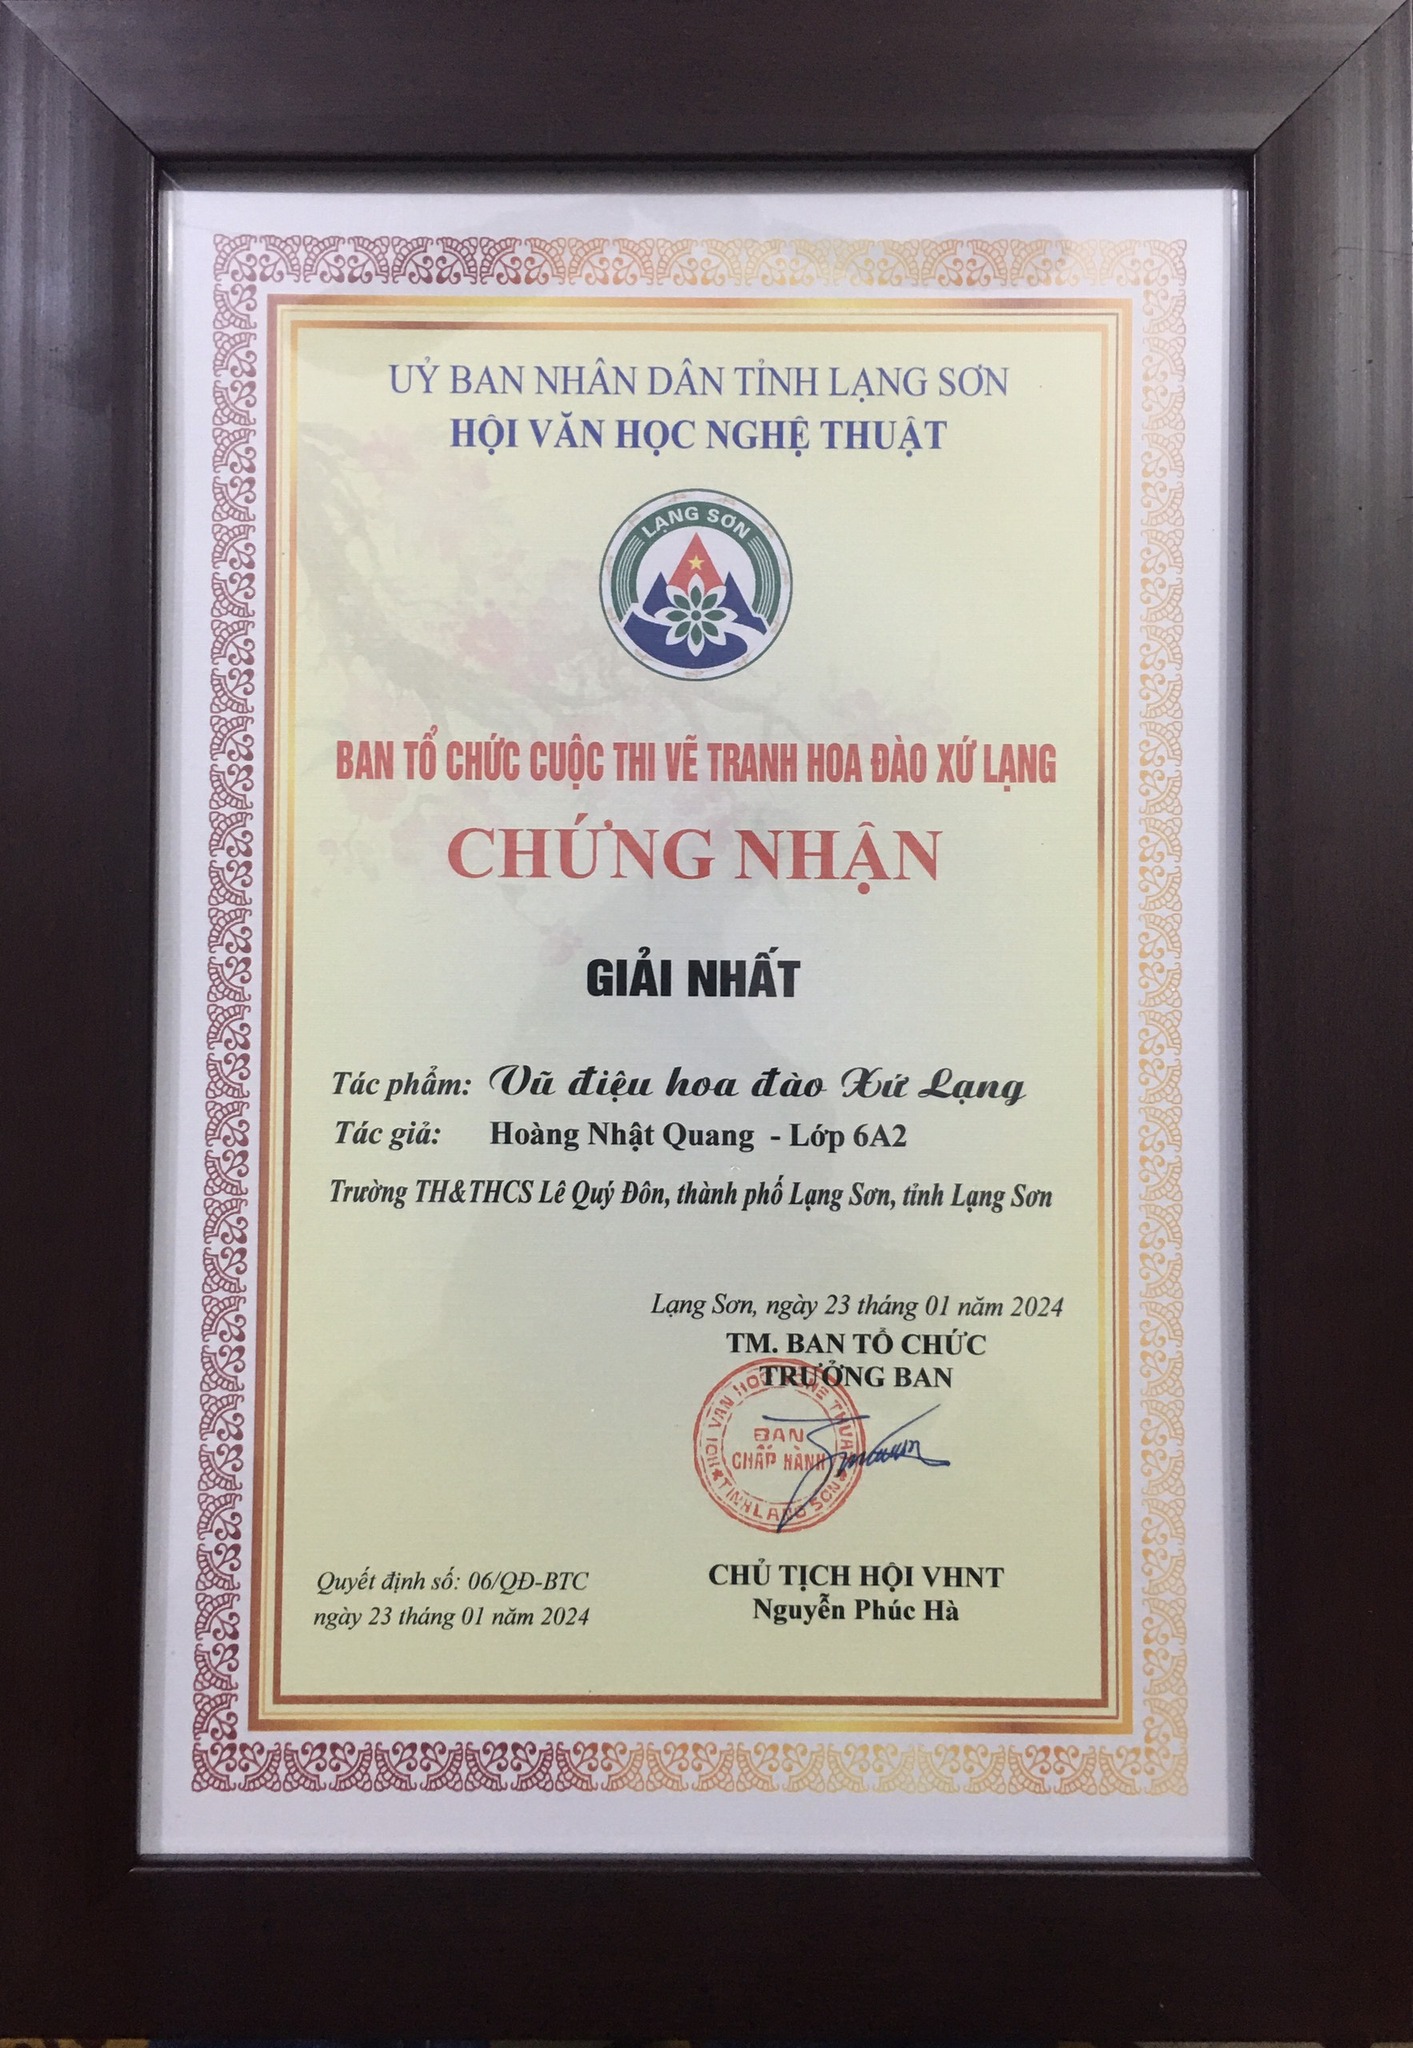 UỶ BAN NHÂN DÂN TỈNH LẠNG SƠN
HỘI VĂN HỌC NGHỆ THUẬT
LẠNG SƠN
BAN TỔ CHỨC CUỘC THI VẼ TRANH HOA ĐÀO XỨ LẠNG
CHỨNG NHẬN
GIẢI NHẤT
Tác phẩm: Vũ điệu hoa đào Xứ Lạng
Tác giả: Hoàng Nhật Quang - Lớp 6A2
Trường TH&THCS Lê Quý Đôn, thành phố Lạng Sơn, tỉnh Lạng Sơn
Lạng Sơn, ngày 23 tháng 01 năm 2024
TM. BAN TỔ CHỨC
TRƯỞNG BAN
BAN
CHẤP HÀNH
TỈNH LẠNG SƠN
CHỦ TỊCH HỘI VHNT
Nguyễn Phúc Hà
Quyết định số: 06/QĐ-BTC
ngày 23 tháng 01 năm 2024